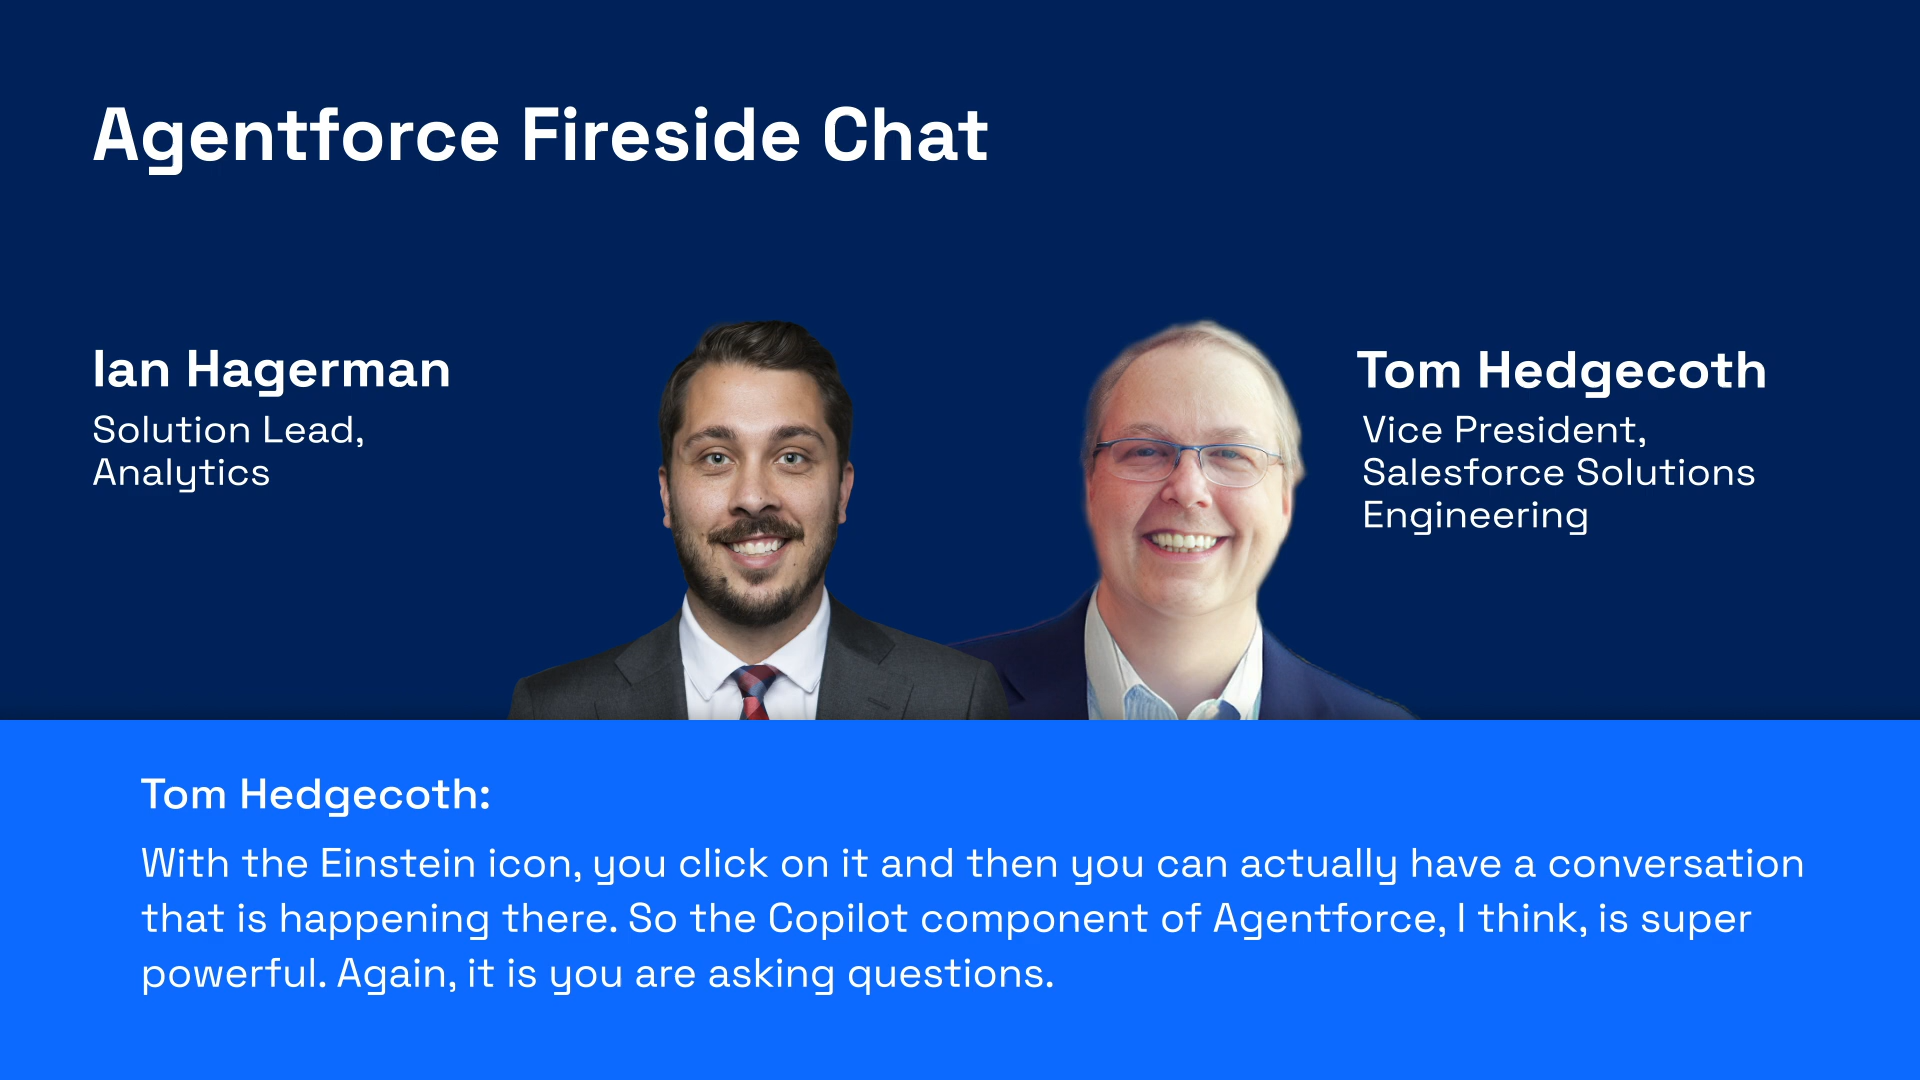 Agentforce Fireside Chat
Ian Hagerman
Solution Lead,
Analytics
Tom Hedgecoth
Vice President,
Salesforce Solutions
Engineering
Tom Hedgecoth:
With the Einstein icon, you click on it and then you can actually have a conversation
that is happening there. So the Copilot component of Agentforce, I think, is super
powerful. Again, it is you are asking questions.